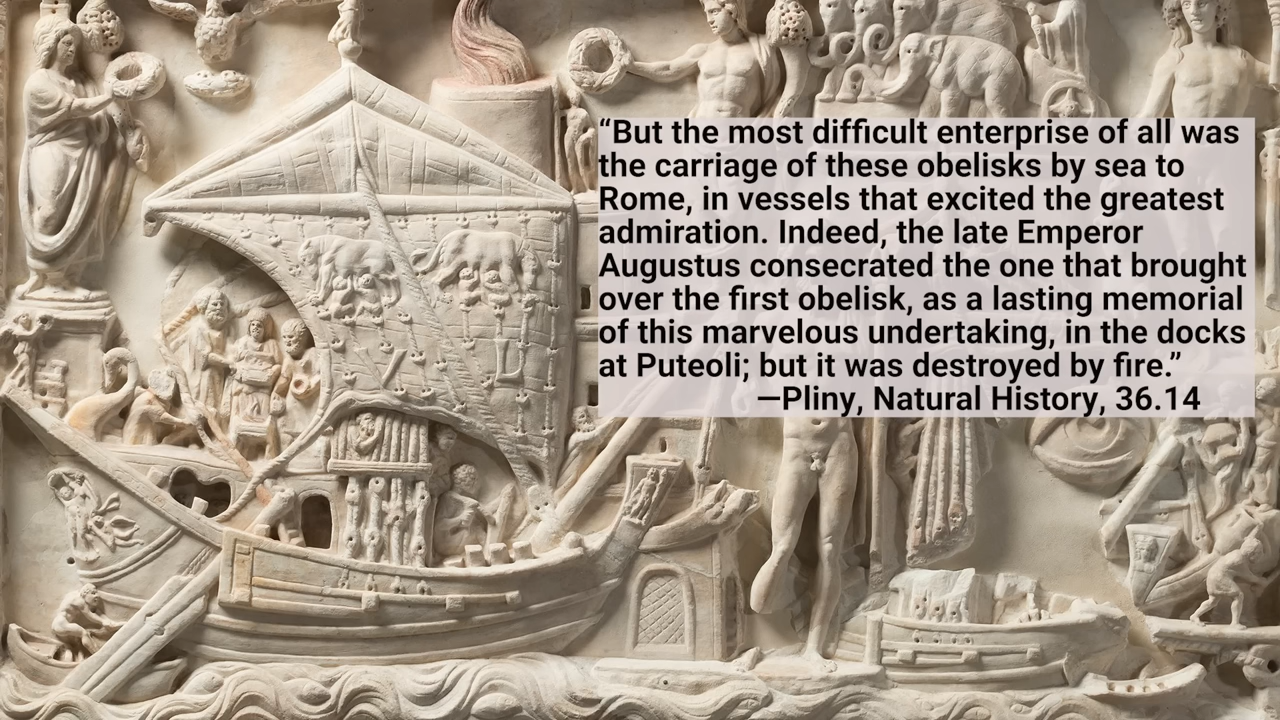 “But the most difficult enterprise of all was
the carriage of these obelisks by sea to
Rome, in vessels that excited the greatest
admiration. Indeed, the late Emperor
Augustus consecrated the one that brought
over the first obelisk, as a lasting memorial
of this marvelous undertaking, in the docks
at Puteoli; but it was destroyed by fire.”
—Pliny, Natural History, 36.14
V L